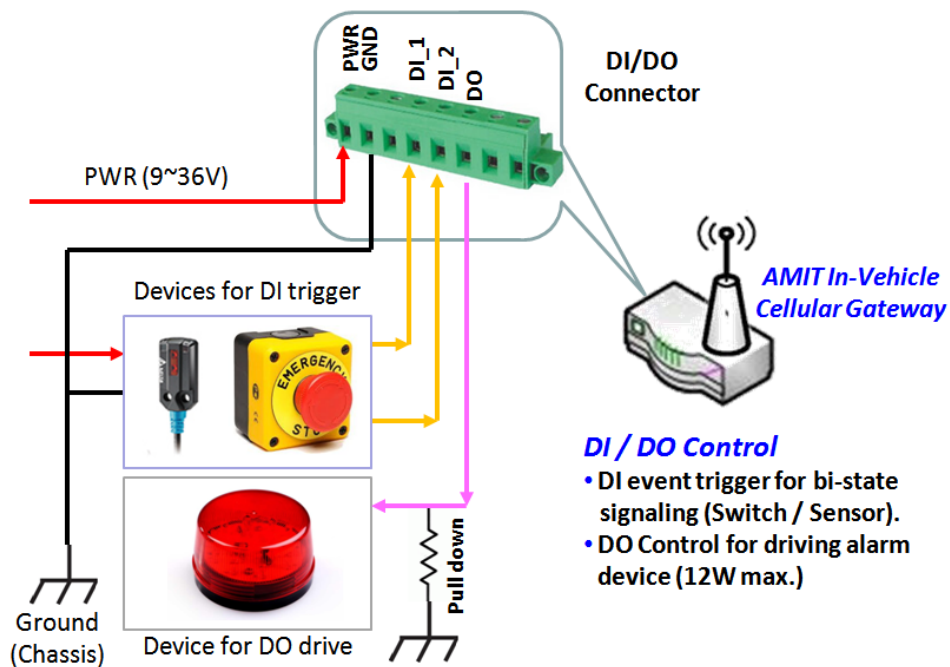 PWR
GND
DI_1
DI_2
DO
DI/DO
Connector
PWR (9~36V)
Devices for DI trigger
EMERGENCY
AMIT In-Vehicle
Cellular Gateway
DI / DO Control
• DI event trigger for bi-state
signaling (Switch / Sensor).
• DO Control for driving alarm
device (12W max.)
Pull down
Ground
(Chassis)
Device for DO drive